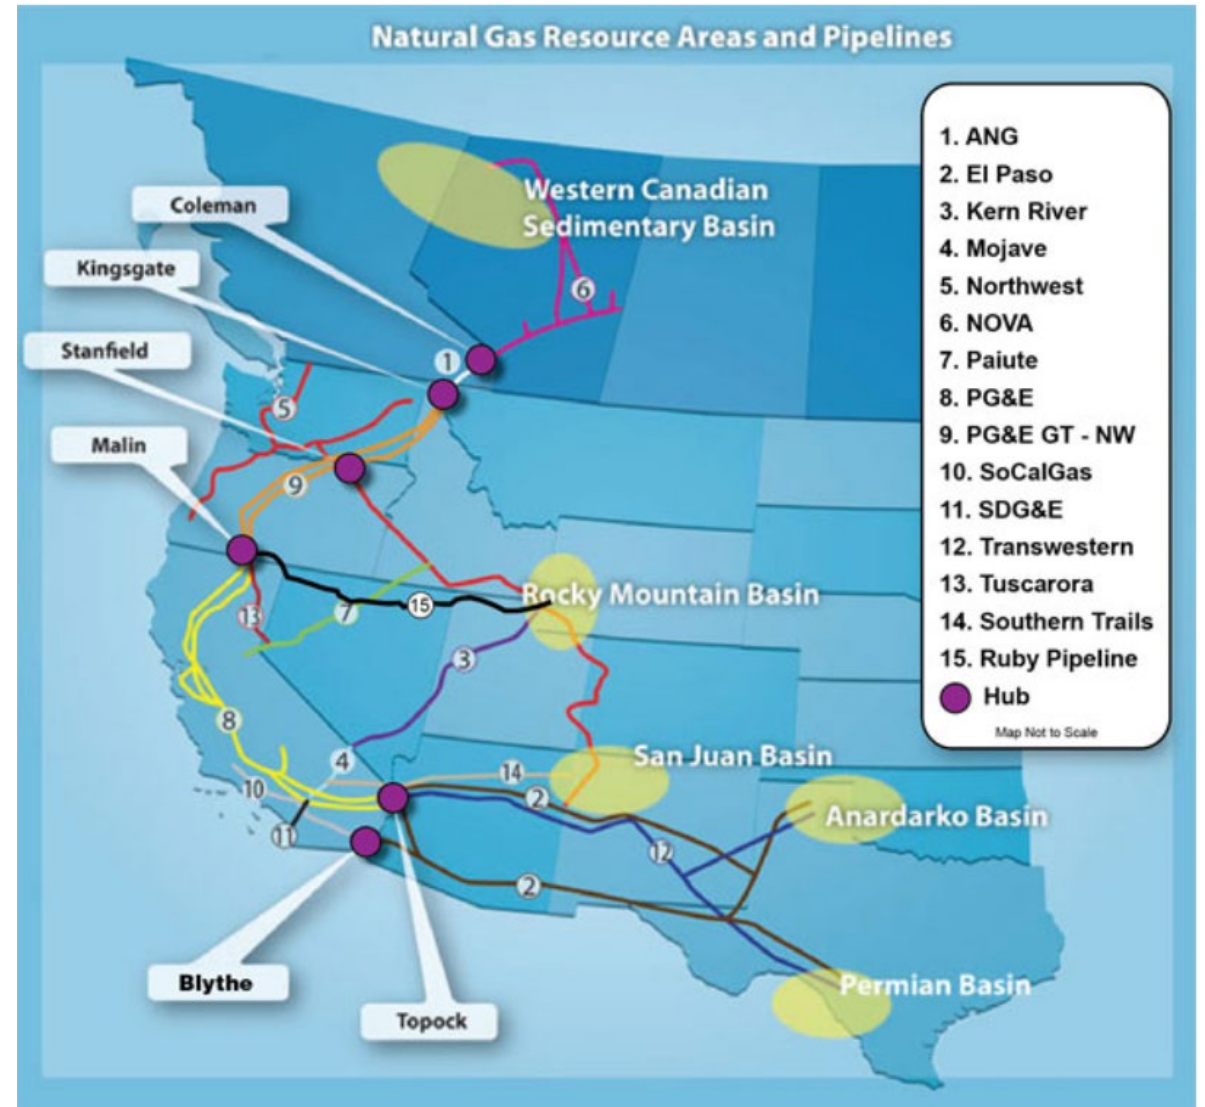 Natural Gas Resource Areas and Pipelines
1. ANG
2. El Paso
3. Kern River
4. Mojave
5. Northwest
6. NOVA
7. Paiute
8. PG&E
9. PG&E GT - NW
10. SoCalGas
11. SDG&E
12. Transwestern
13. Tuscarora
14. Southern Trails
15. Ruby Pipeline
Hub
Map Not to Scale
Western Canadian
Sedimentary Basin
Coleman
Kingsgate
Stanfield
Malin
6
1
5
9
Rocky Mountain Basin
13
7
15
3
8
4
San Juan Basin
14
10
2
Anardarko Basin
11
12
2
Blythe
Permian Basin
Topock